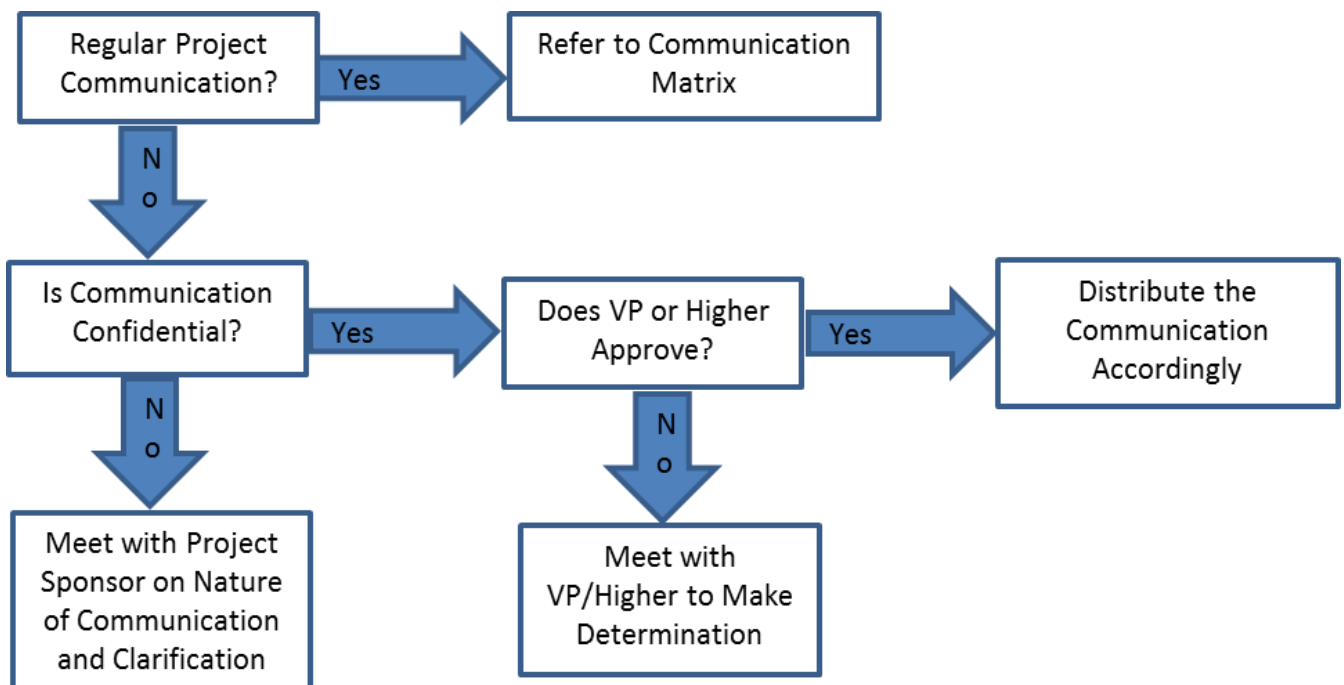 Regular Project
Communication?
Yes
Refer to Communication
Matrix
N
o
Is Communication
Confidential?
Yes
Does VP or Higher
Approve?
Yes
Distribute the
Communication
Accordingly
N
o
N
o
Meet with Project
Sponsor on Nature
of Communication
and Clarification
Meet with
VP/Higher to Make
Determination